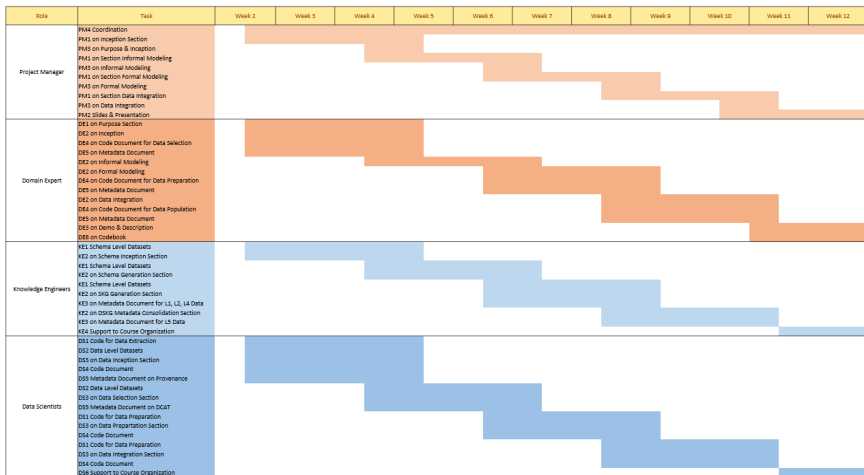 Role Task Week 2 Week 3 Week 4 Week 5 Week 6 Week 7 Week 8 Week 9 Week 10 Week 11 Week 12
Project Manager
PM4 Coordination
PM1 on Inception Section
PM3 on Purpose & Inception
PM1 on Section Informal Modeling
PM3 on Informal Modeling
PM1 on Section Formal Modeling
PM3 on Formal Modeling
PM1 on Section Data Integration
PM3 on Data Integration
PM2 Slides & Presentation
Domain Expert
DE1 on Purpose Section
DE2 on Inception
DE4 on Code Document for Data Selection
DE5 on Metadata Document
DE2 on Informal Modeling
DE2 on Formal Modeling
DE4 on Code Document for Data Preparation
DE5 on Metadata Document
DE2 on Data Integration
DE4 on Code Document for Data Population
DE5 on Metadata Document
DE3 on Demo & Description
DE6 on Codebook
Knowledge Engineers
KE1 Schema Level Datasets
KE2 on Schema Inception Section
KE1 Schema Level Datasets
KE2 on Schema Generation Section
KE1 Schema Level Datasets
KE2 on SKG Generation Section
KE3 on Metadata Document for L1, L2, L4 Data
KE2 on DSKG Metadata Consolidation Section
KE3 on Metadata Document for L5 Data
KE4 Support to Course Organization
Data Scientists
DS1 Code for Data Extraction
DS2 Data Level Datasets
DS3 on Data Inception Section
DS4 Code Document
DS5 Metadata Document on Provenance
DS2 Data Level Datasets
DS3 on Data Selection Section
DS5 Metadata Document on DCAT
DS1 Code for Data Preparation
DS3 on Data Prepartation Section
DS4 Code Document
DS1 Code for Data Preparation
DS3 on Data Integration Section
DS4 Code Document
DS6 Support to Course Organization